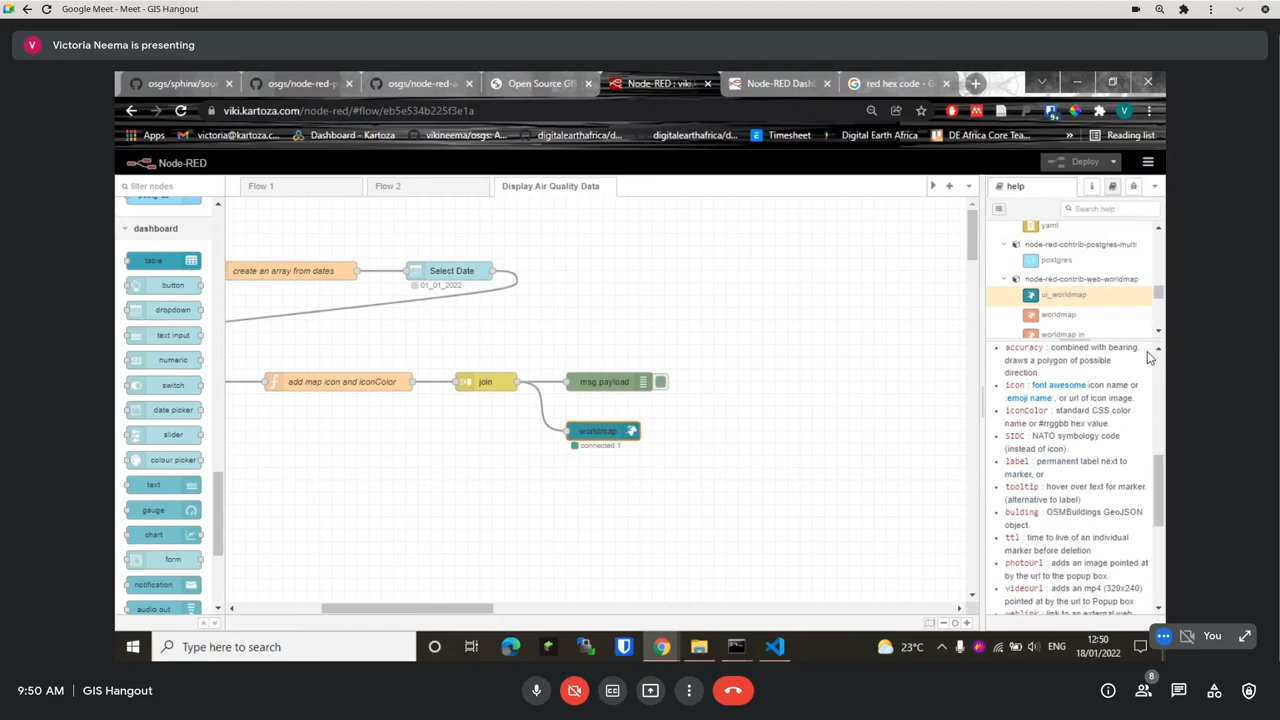 Google Meet - Meet - GIS Hangout
V Victoria Neema is presenting
osgs/sphinx/sou
osgs/node-red-p
osgs/node-red-a
Open Source GIS
Node-RED : viki
Node-RED Dash
red hex code - G
viki.kartoza.com/node-red/#flow/eb5e534b225f3e1a
Apps
victoria@kartoza.c...
Dashboard - Kartoza
vikineema/osgs: A...
digitalearthafrica/d...
digitalearthafrica/d...
Timesheet
Digital Earth Africa
DE Africa Core Tea...
Reading list
Node-RED
Deploy
filter nodes
Flow 1
Flow 2
Display Air Quality Data
help
Search help
dashboard
table
button
dropdown
text input
numeric
switch
date picker
slider
colour picker
text
gauge
chart
form
notification
audio out
create an array from dates
Select Date
01_01_2022
add map icon and iconColor
join
msg payload
worldmap
connected 1
yaml
node-red-contrib-postgres-multi
postgres
node-red-contrib-web-worldmap
ui_worldmap
worldmap
worldmap in
accuracy : combined with bearing,
draws a polygon of possible
direction.
icon : font awesome icon name or
:emoji name:, or url of icon image.
iconColor : standard CSS color
name or #rrggbb hex value.
SIDC : NATO symbology code
(instead of icon).
label : permanent label next to
marker, or
tooltip : hover over text for marker.
(alternative to label)
bulding : OSMBuildings GeoJSON
object.
ttl : time to live of an individual
marker before deletion.
photourl : adds an image pointed at
by the url to the popup box.
videourl : adds an mp4 (320x240)
pointed at by the url to Popup box
weblink : link to an external web
Type here to search
23°C
ENG
12:50
18/01/2022
You
9:50 AM
GIS Hangout
8